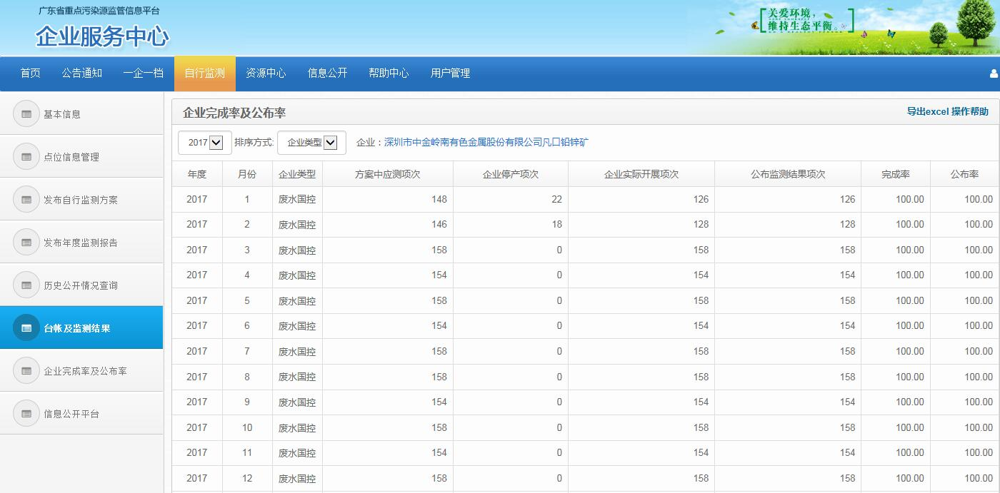 广东省重点污染源监管信息平台
企业服务中心
关爱环境，
维持生态平衡。
首页 公告通知 一企一档 自行监测 资源中心 信息公开 帮助中心 用户管理
基本信息
点位信息管理
发布自行监测方案
发布年度监测报告
历史公开情况查询
台帐及监测结果
企业完成率及公布率
信息公开平台
企业完成率及公布率 导出excel 操作帮助
2017 排序方式: 企业类型 企业：深圳市中金岭南有色金属股份有限公司凡口铅锌矿
年度 月份 企业类型 方案中应测项次 企业停产项次 企业实际开展项次 公布监测结果项次 完成率 公布率
2017 1 废水国控 148 22 126 126 100.00 100.00
2017 2 废水国控 146 18 128 128 100.00 100.00
2017 3 废水国控 158 0 158 158 100.00 100.00
2017 4 废水国控 154 0 154 154 100.00 100.00
2017 5 废水国控 158 0 158 158 100.00 100.00
2017 6 废水国控 154 0 154 154 100.00 100.00
2017 7 废水国控 158 0 158 158 100.00 100.00
2017 8 废水国控 158 0 158 158 100.00 100.00
2017 9 废水国控 154 0 154 154 100.00 100.00
2017 10 废水国控 158 0 158 158 100.00 100.00
2017 11 废水国控 154 0 154 154 100.00 100.00
2017 12 废水国控 158 0 158 158 100.00 100.00